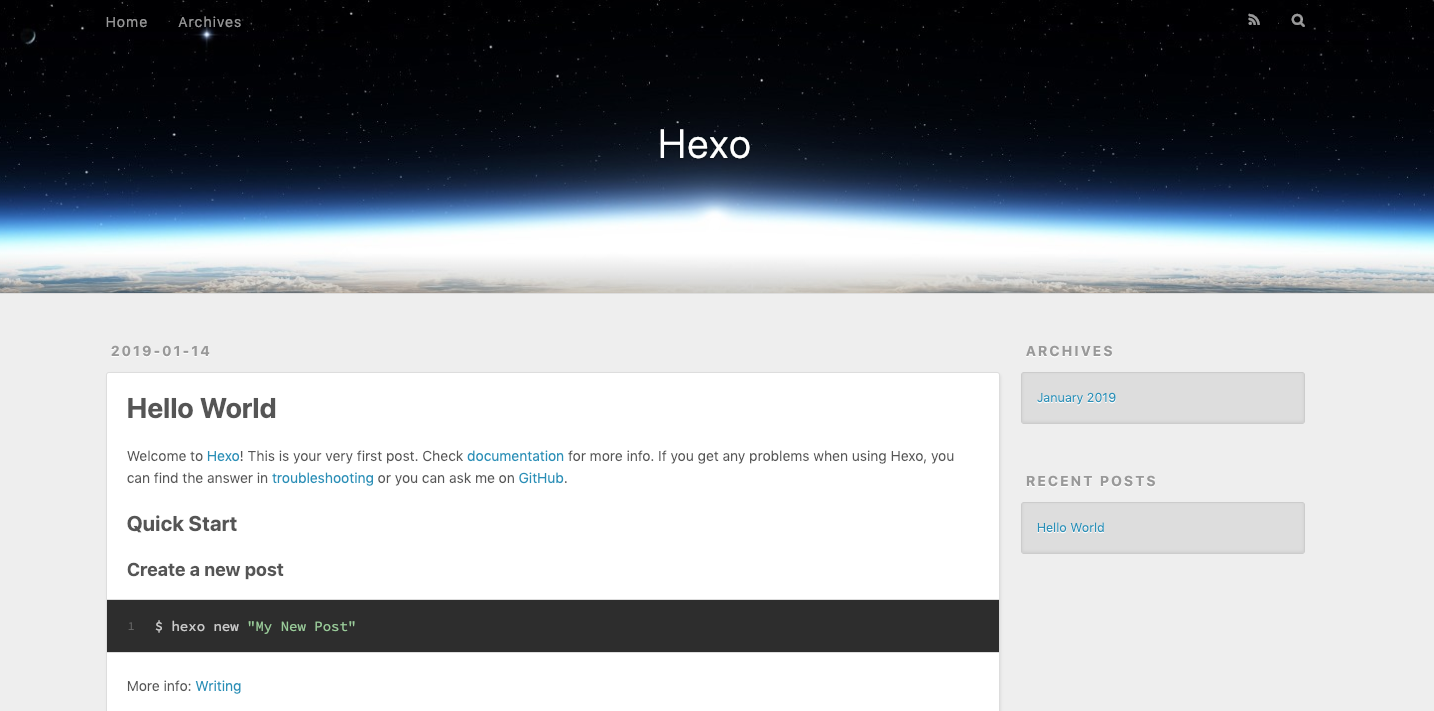 Home Archives
Hexo
2019-01-14
Hello World
Welcome to Hexo! This is your very first post. Check documentation for more info. If you get any problems when using Hexo, you
can find the answer in troubleshooting or you can ask me on GitHub.
Quick Start
Create a new post
1 $ hexo new "My New Post"
More info: Writing
ARCHIVES
January 2019
RECENT POSTS
Hello World